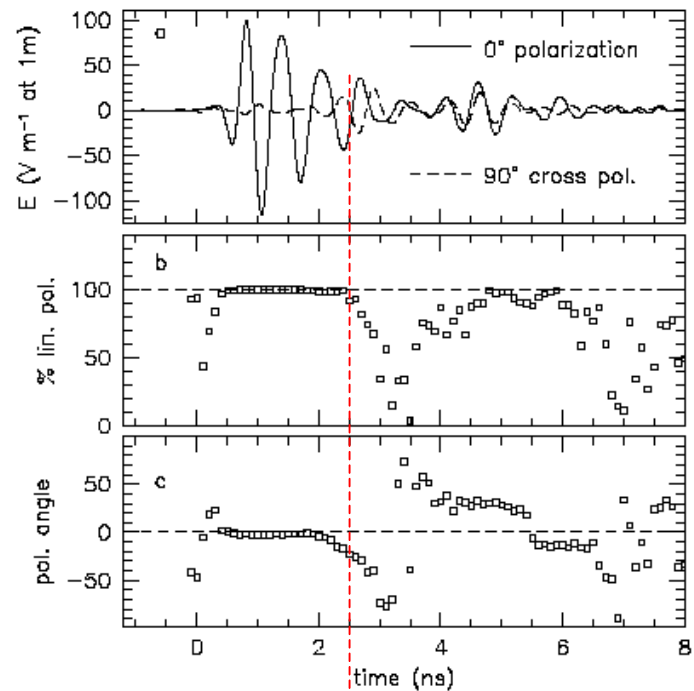 a
E (V m⁻¹ at 1m)
100
50
0
−50
−100
0° polarization
90° cross pol.
b
% lin. pol.
100
50
0
c
pol. angle
50
0
−50
0
2
4
6
8
time (ns)